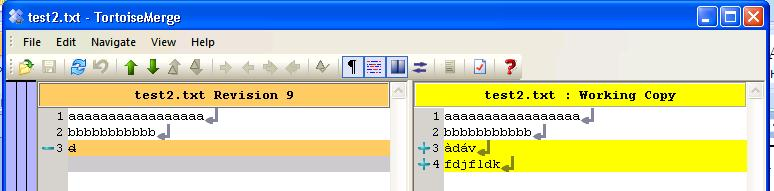 test2.txt - TortoiseMerge
File Edit Navigate View Help
test2.txt Revision 9
1 aaaaaaaaaaaaaaaaa
2 bbbbbbbbbbb
3 d
test2.txt : Working Copy
1 aaaaaaaaaaaaaaaaa
2 bbbbbbbbbbb
3 àdáv
4 fdjfldk